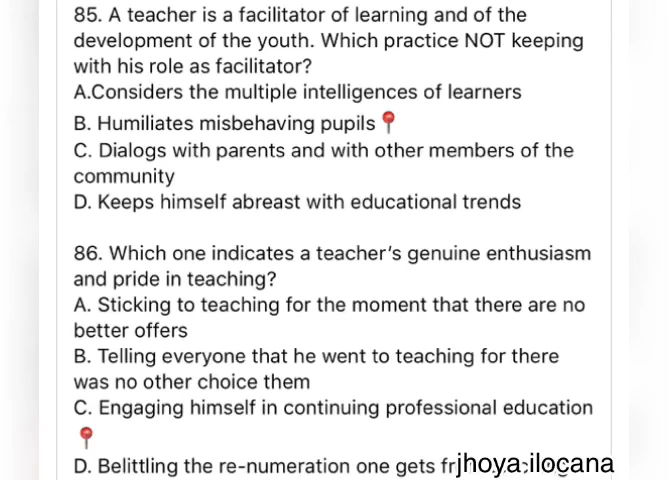 85. A teacher is a facilitator of learning and of the
development of the youth. Which practice NOT keeping
with his role as facilitator?
A.Considers the multiple intelligences of learners
B. Humiliates misbehaving pupils
C. Dialogs with parents and with other members of the
community
D. Keeps himself abreast with educational trends
86. Which one indicates a teacher's genuine enthusiasm
and pride in teaching?
A. Sticking to teaching for the moment that there are no
better offers
B. Telling everyone that he went to teaching for there
was no other choice them
C. Engaging himself in continuing professional education
D. Belittling the re-numeration one gets
jhoya:ilocana